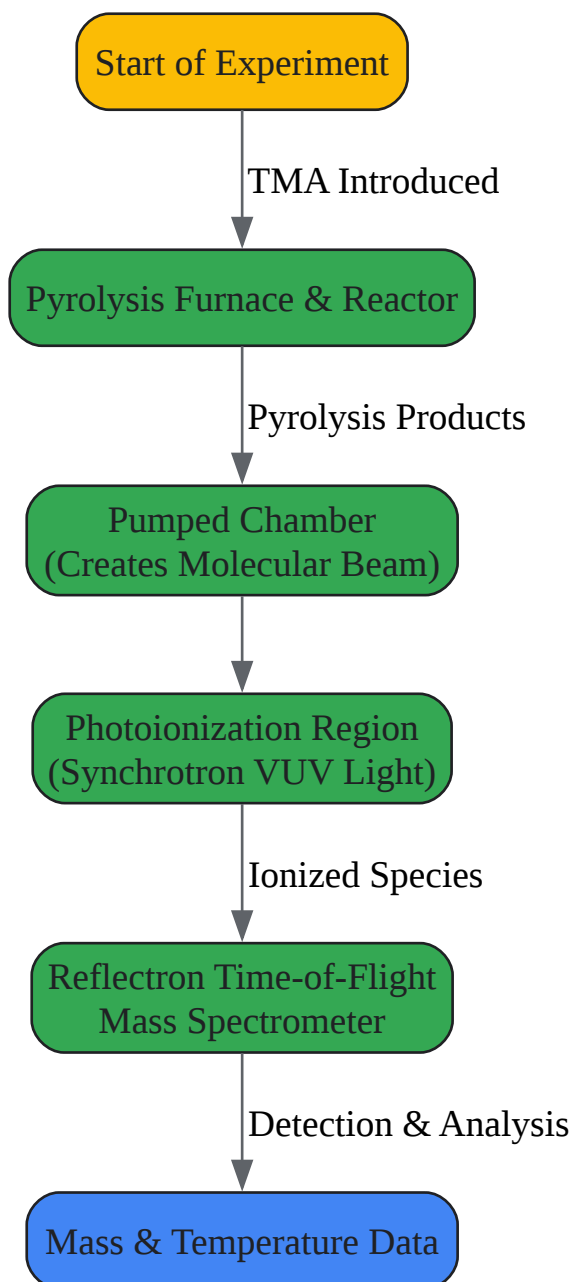 Start of Experiment
TMA Introduced
Pyrolysis Furnace & Reactor
Pyrolysis Products
Pumped Chamber
(Creates Molecular Beam)
Photoionization Region
(Synchrotron VUV Light)
Ionized Species
Reflectron Time-of-Flight
Mass Spectrometer
Detection & Analysis
Mass & Temperature Data